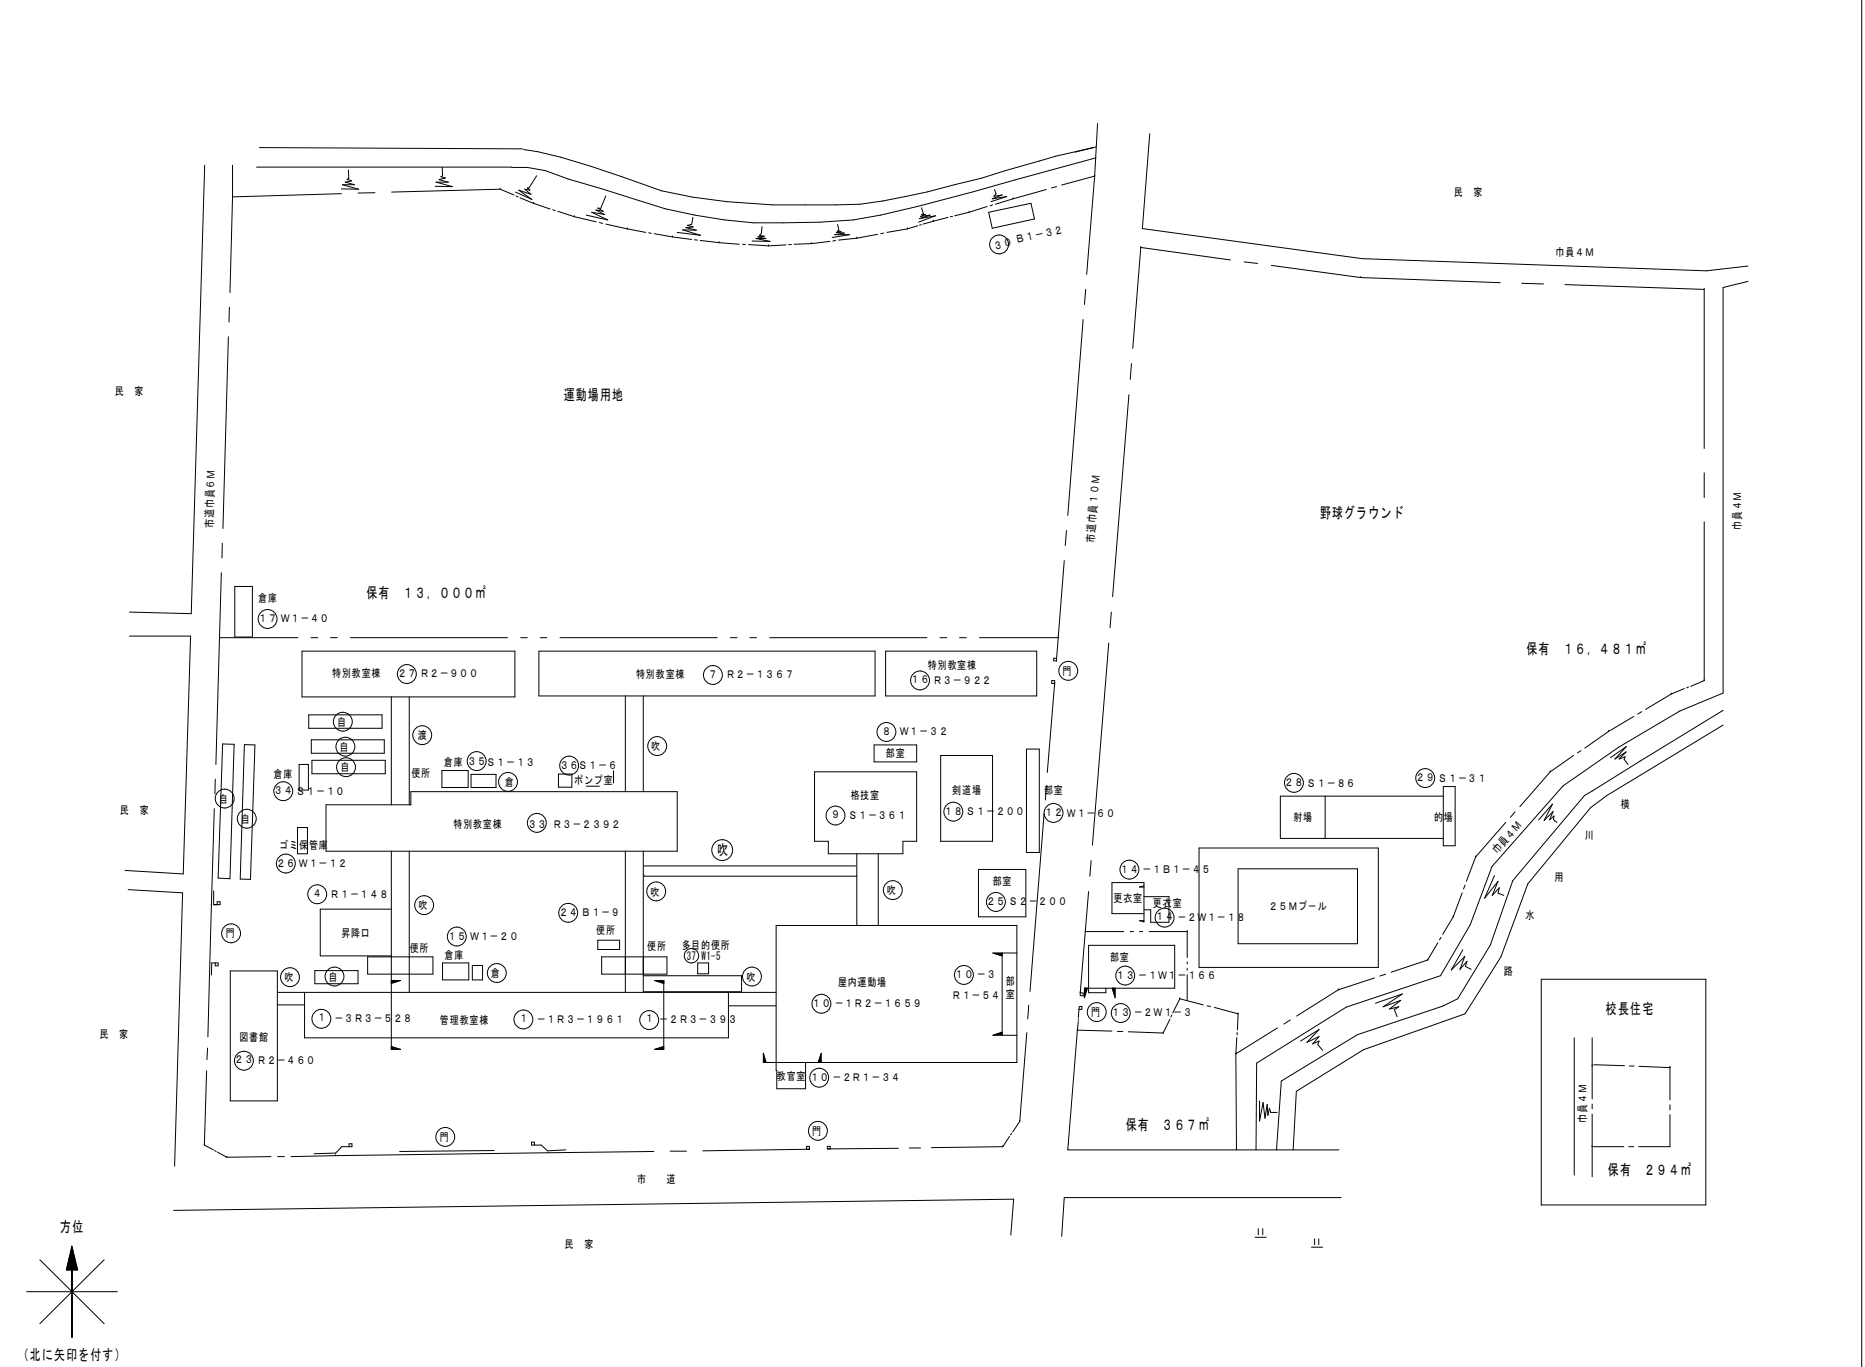 民 家
㉚B1-32
巾員4M
民 家
運動場用地
市道巾員6M
市道巾員10M
野球グラウンド
巾員4M
保有 13,000㎡
倉庫
⑰W1-40
保有 16,481㎡
特別教室棟 ㉗R2-900
特別教室棟 ⑦R2-1367
特別教室棟
⑯R3-922
門
自
自
自
渡
吹
⑧W1-32
部室
便所
倉庫
㉟S1-13
倉
㊱S1-6
ポンプ室
倉庫
㉞S1-10
自
自
格技室
⑨S1-361
剣道場
⑱S1-200
部室
⑫W1-60
㉘S1-86
㉙S1-31
射場
的場
民 家
特別教室棟 ㉝R3-2392
ゴミ保管庫
㉖W1-12
吹
巾員4M
横川用水路
④R1-148
吹
吹
吹
部室
㉕S2-200
⑭-1B1-45
更衣室
更衣室
⑭-2W1-18
25Mプール
㉔B1-9
便所
昇降口
便所
⑮W1-20
倉庫
倉
便所
多目的便所
㊲W1-5
門
吹
自
吹
屋内運動場
⑩-1R2-1659
⑩-3
R1-54
部室
部室
⑬-1W1-166
門
⑬-2W1-3
民 家
図書館
㉓R2-460
①-3R3-528
管理教室棟
①-1R3-1961
①-2R3-393
教官室
⑩-2R1-34
校長住宅
巾員4M
保有 294㎡
保有 367㎡
門
門
市 道
民 家
方位
(北に矢印を付す)